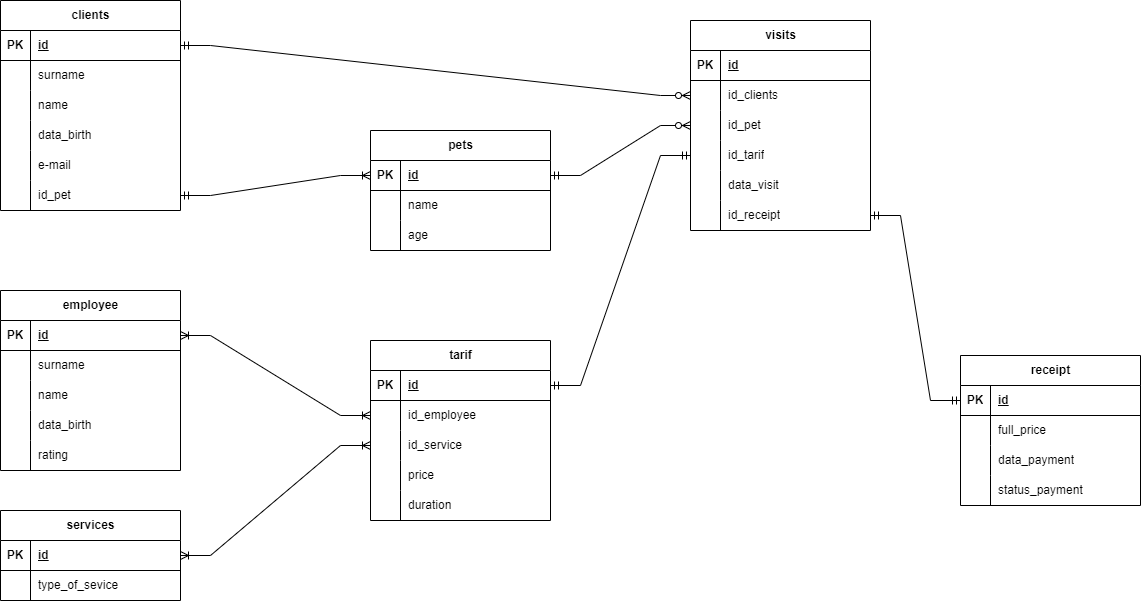 clients
PK id
surname
name
data_birth
e-mail
id_pet
pets
PK id
name
age
visits
PK id
id_clients
id_pet
id_tarif
data_visit
id_receipt
employee
PK id
surname
name
data_birth
rating
tarif
PK id
id_employee
id_service
price
duration
receipt
PK id
full_price
data_payment
status_payment
services
PK id
type_of_sevice